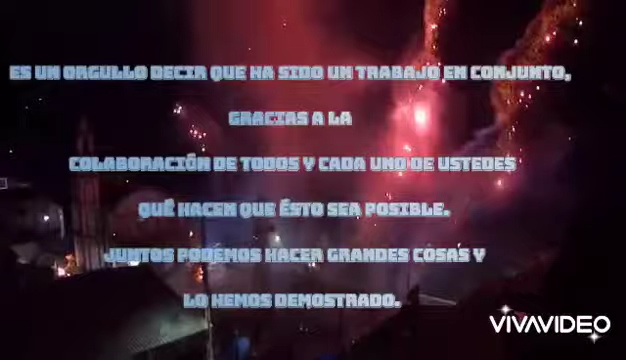 ES UN ORGULLO DECIR QUE HA SIDO UN TRABAJO EN CONJUNTO,
GRACIAS A LA
COLABORACIÓN DE TODOS Y CADA UNO DE USTEDES
QUÉ HACEN QUE ÉSTO SEA POSIBLE.
JUNTOS PODEMOS HACER GRANDES COSAS Y
LO HEMOS DEMOSTRADO.
VIVAVIDEO